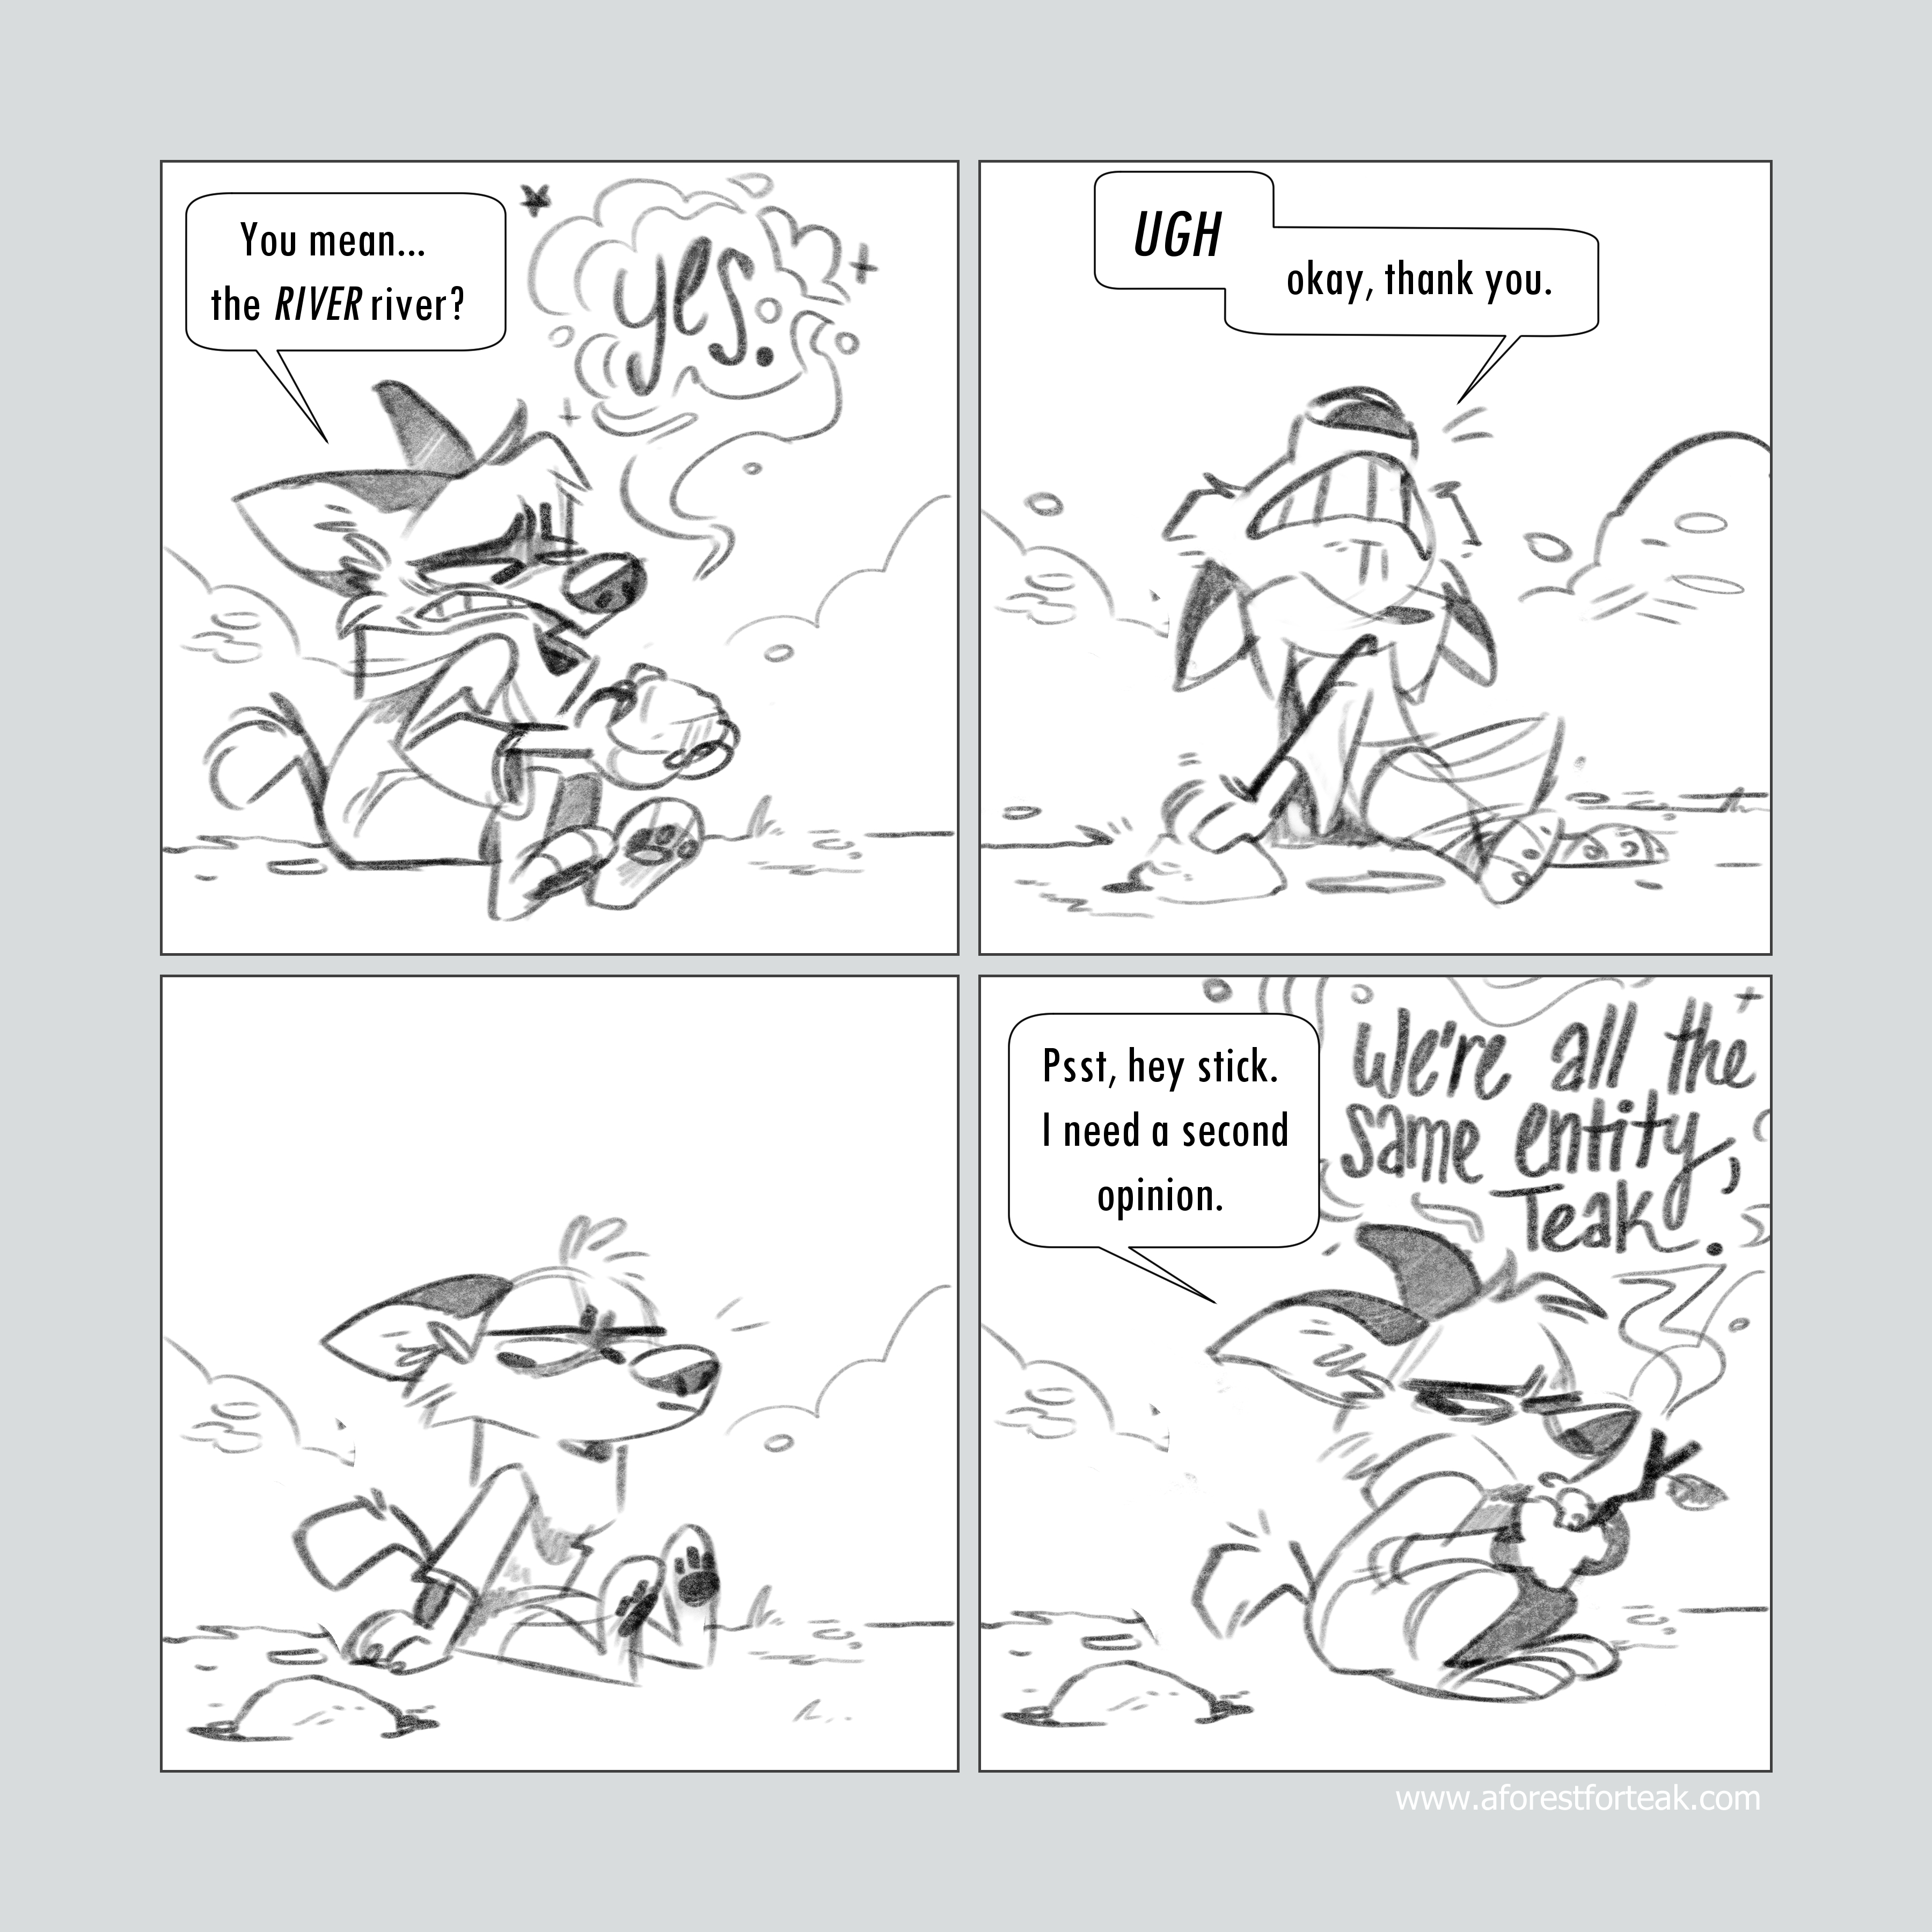 You mean...
the RIVER river?
yes.
UGH
okay, thank you.
Psst, hey stick.
I need a second
opinion.
We're all the
same entity,
Teak.
www.aforestforteak.com